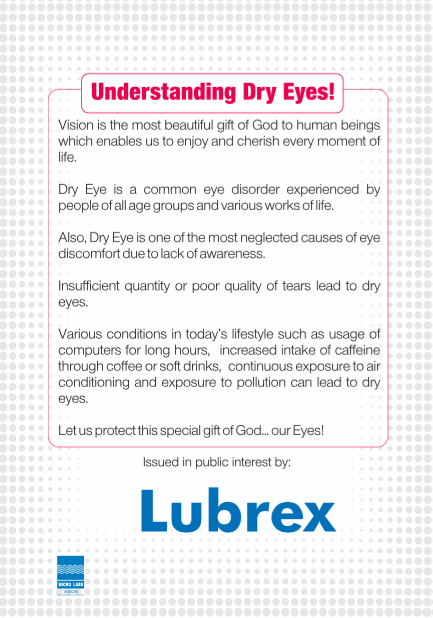 Understanding Dry Eyes!
Vision is the most beautiful gift of God to human beings
which enables us to enjoy and cherish every moment of
life.
Dry Eye is a common eye disorder experienced by
people of all age groups and various works of life.
Also, Dry Eye is one of the most neglected causes of eye
discomfort due to lack of awareness.
Insufficient quantity or poor quality of tears lead to dry
eyes.
Various conditions in today's lifestyle such as usage of
computers for long hours, increased intake of caffeine
through coffee or soft drinks, continuous exposure to air
conditioning and exposure to pollution can lead to dry
eyes.
Let us protect this special gift of God... our Eyes!
Issued in public interest by:
Lubrex
MICRO LABS
VISION